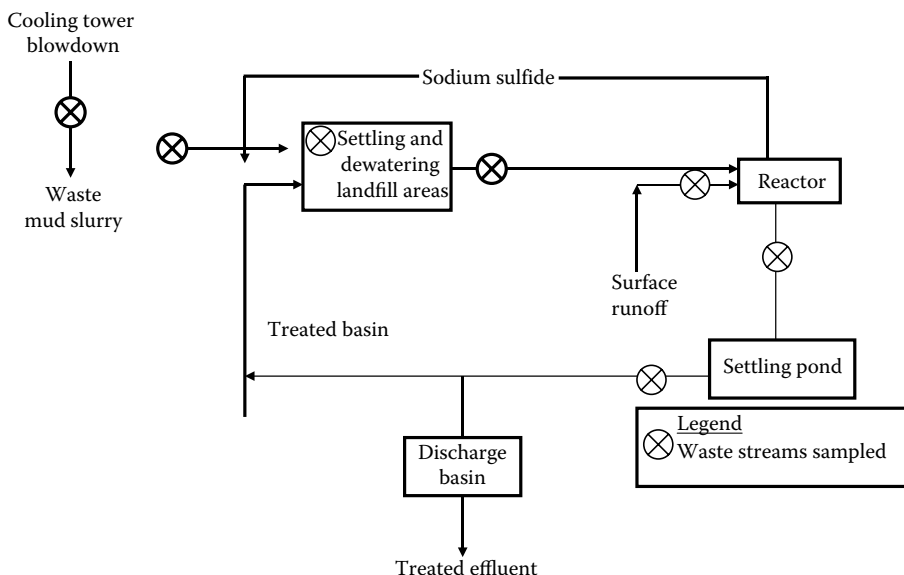 Cooling tower
blowdown
Sodium sulfide
Settling and
dewatering
landfill areas
Reactor
Waste
mud slurry
Surface
runoff
Treated basin
Settling pond
Legend
Waste streams sampled
Discharge
basin
Treated effluent